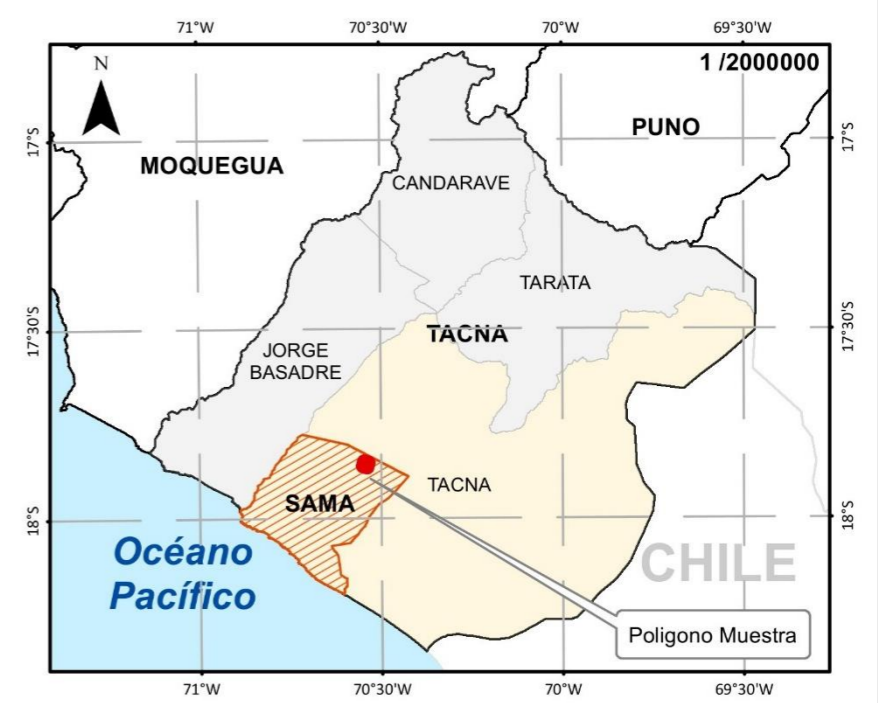 71°W 70°30'W 70°W 69°30'W
N
1 /2000000
17°S
17°S
PUNO
MOQUEGUA
CANDARAVE
TARATA
17°30'S
17°30'S
TACNA
JORGE
BASADRE
TACNA
SAMA
18°S
18°S
Océano
Pacífico
CHILE
Poligono Muestra
71°W 70°30'W 70°W 69°30'W